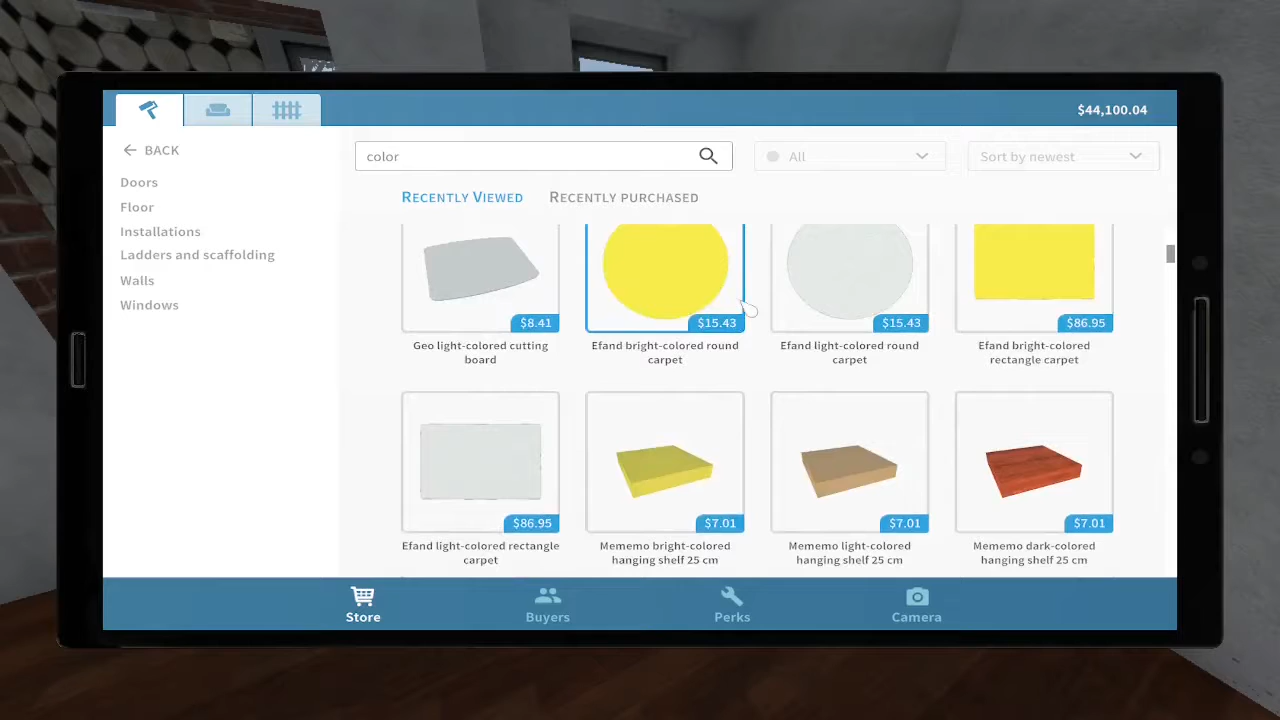 $44,100.04
BACK
color
All
Sort by newest
Doors
Floor
Installations
Ladders and scaffolding
Walls
Windows
RECENTLY VIEWED
RECENTLY PURCHASED
$8.41
$15.43
$15.43
$86.95
Geo light-colored cutting
board
Efand bright-colored round
carpet
Efand light-colored round
carpet
Efand bright-colored
rectangle carpet
$86.95
$7.01
$7.01
$7.01
Efand light-colored rectangle
carpet
Mememo bright-colored
hanging shelf 25 cm
Mememo light-colored
hanging shelf 25 cm
Mememo dark-colored
hanging shelf 25 cm
Store
Buyers
Perks
Camera